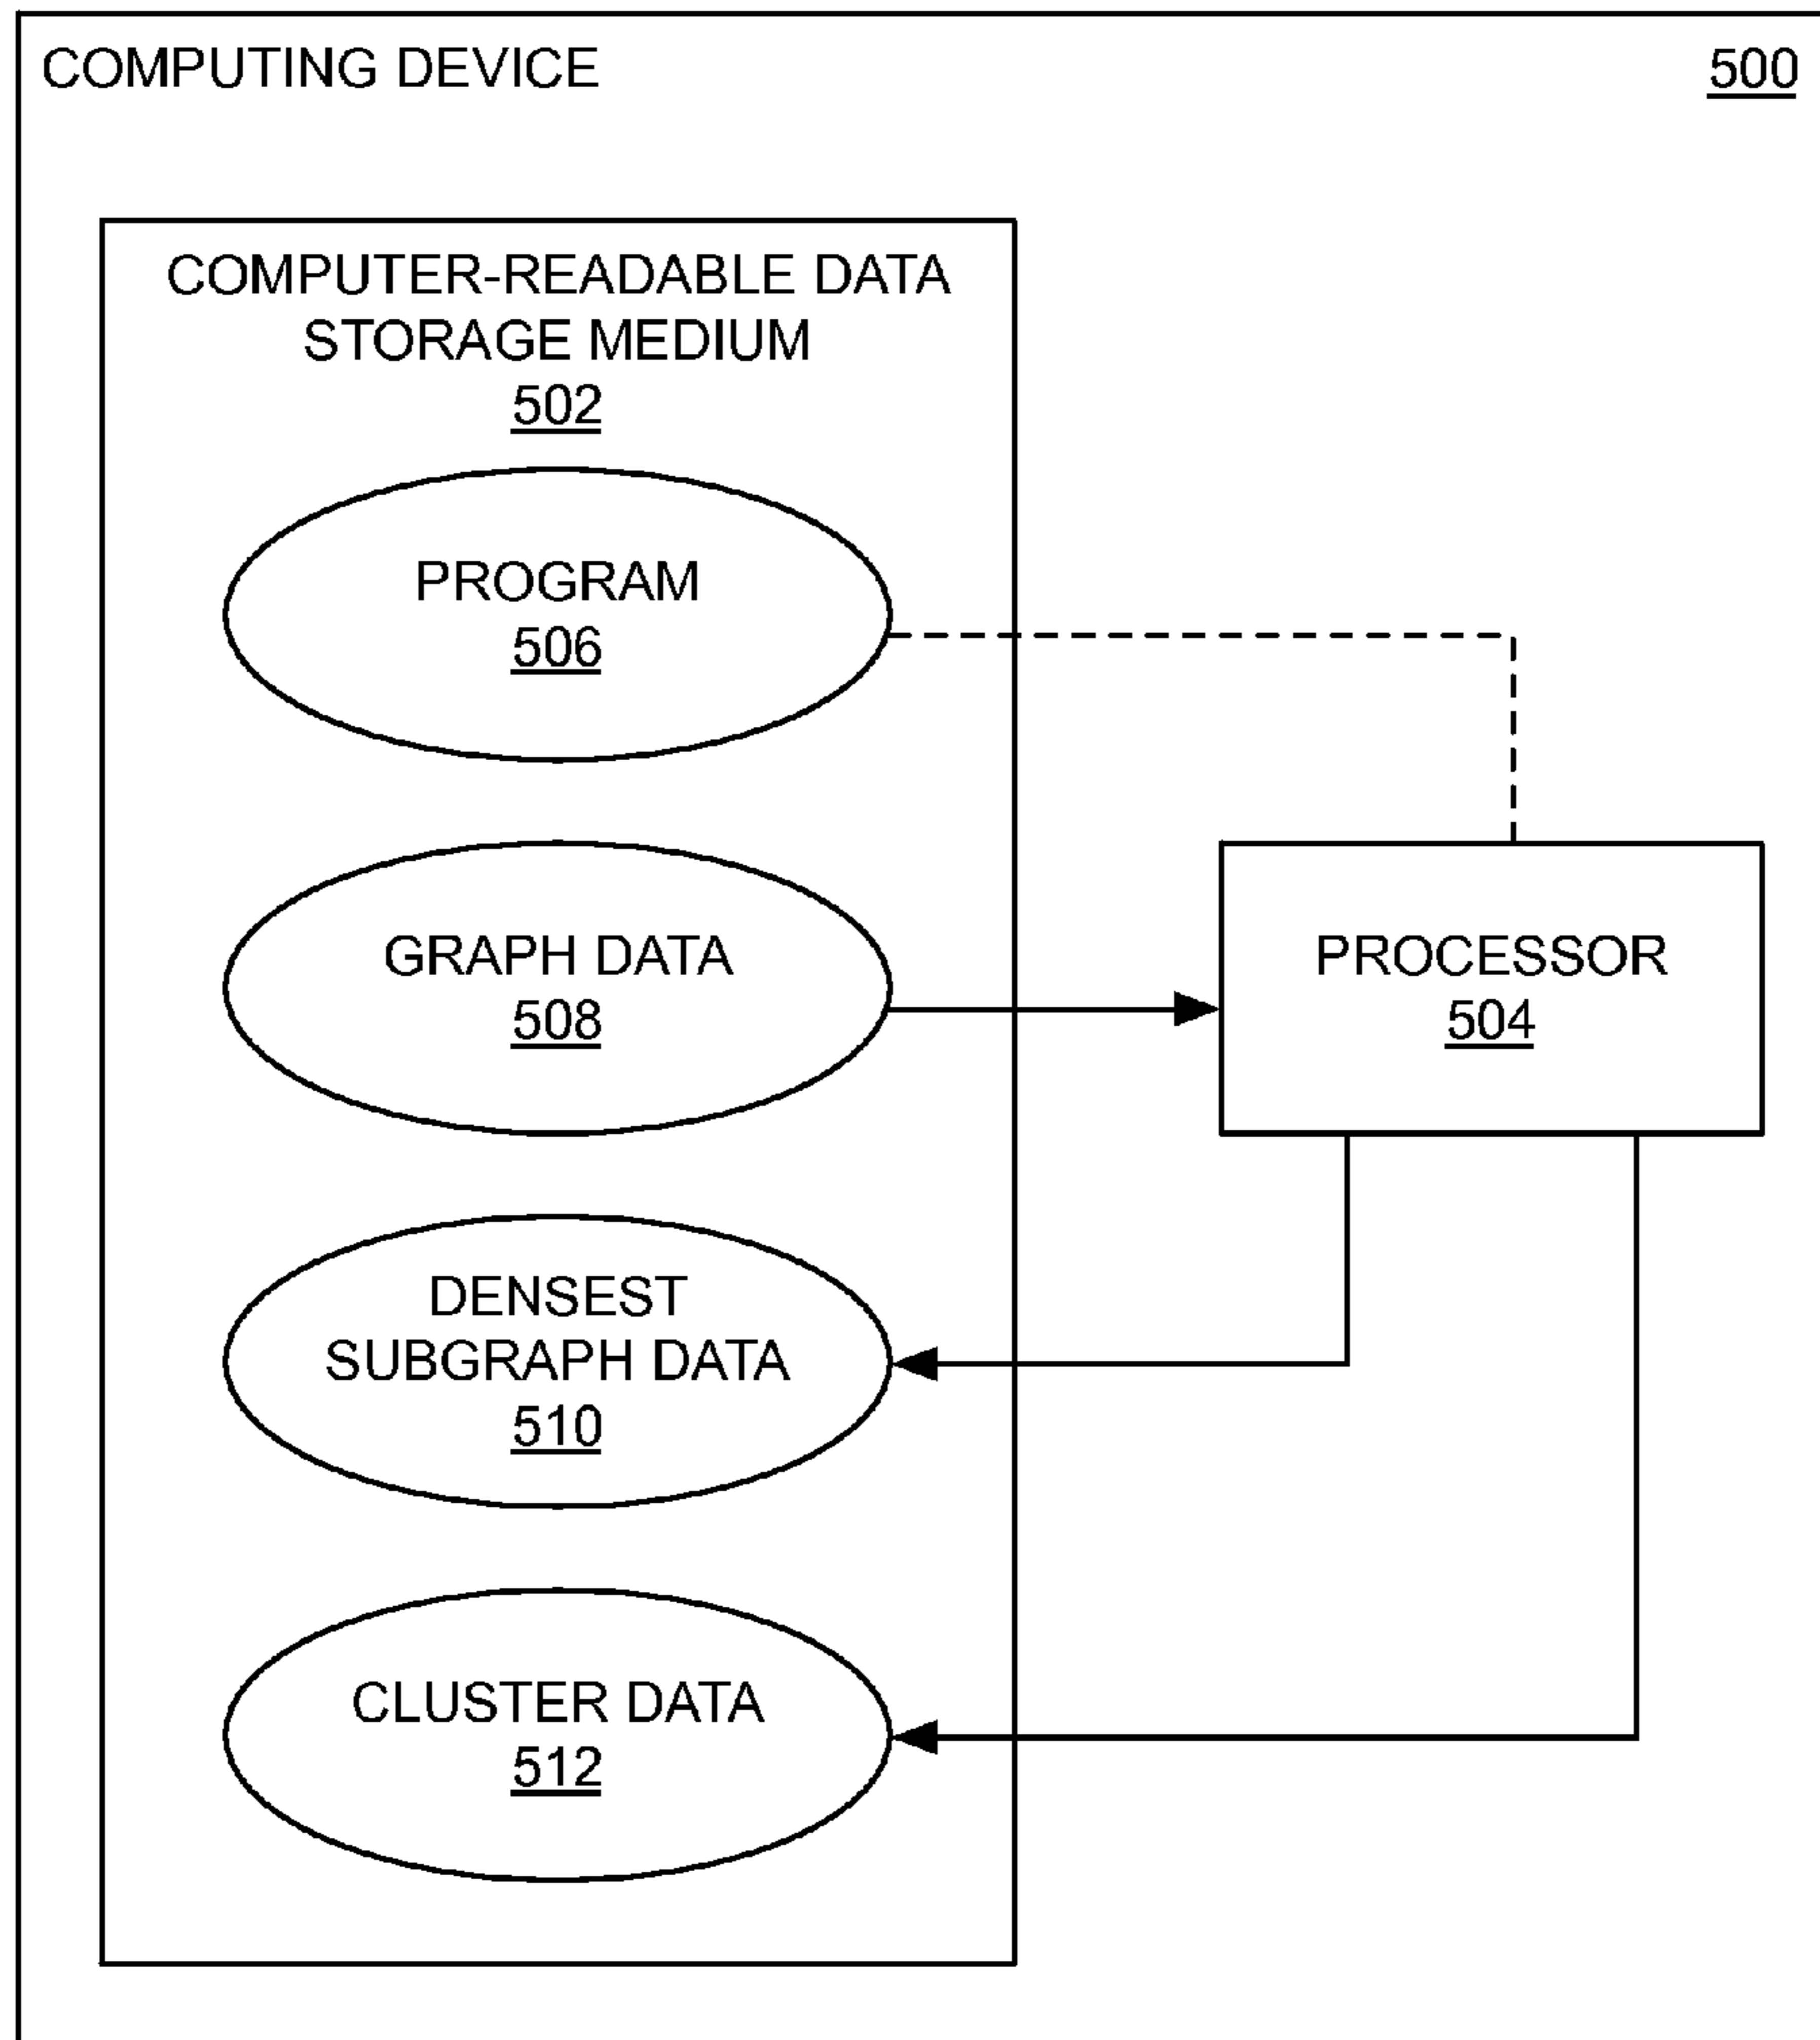 COMPUTING DEVICE
500
COMPUTER-READABLE DATA
STORAGE MEDIUM
502
PROGRAM
506
GRAPH DATA
508
PROCESSOR
504
DENSEST
SUBGRAPH DATA
510
CLUSTER DATA
512